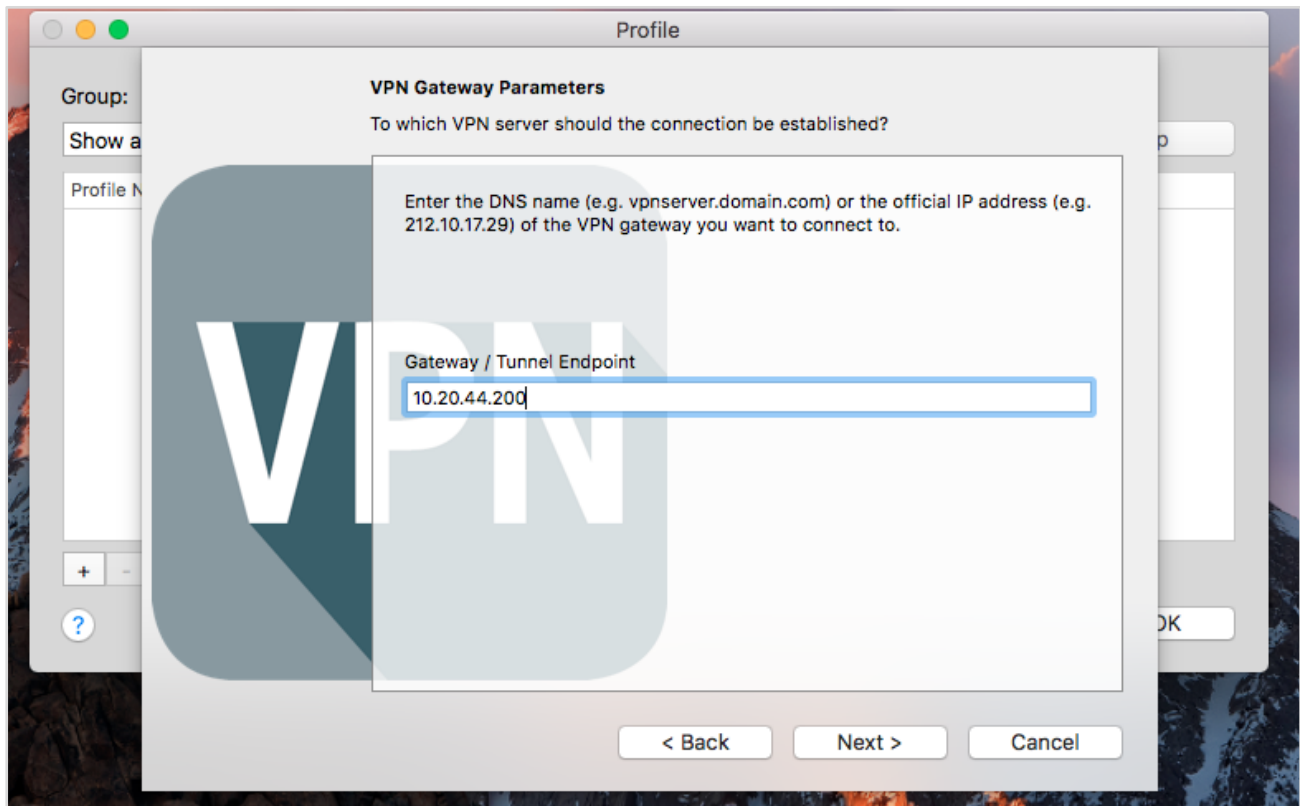 Profile
VPN Gateway Parameters
To which VPN server should the connection be established?
Group:
Show a
p
Profile N
Enter the DNS name (e.g. vpnserver.domain.com) or the official IP address (e.g.
212.10.17.29) of the VPN gateway you want to connect to.
VPN
Gateway / Tunnel Endpoint
10.20.44.200
+ -
?
OK
< Back
Next >
Cancel